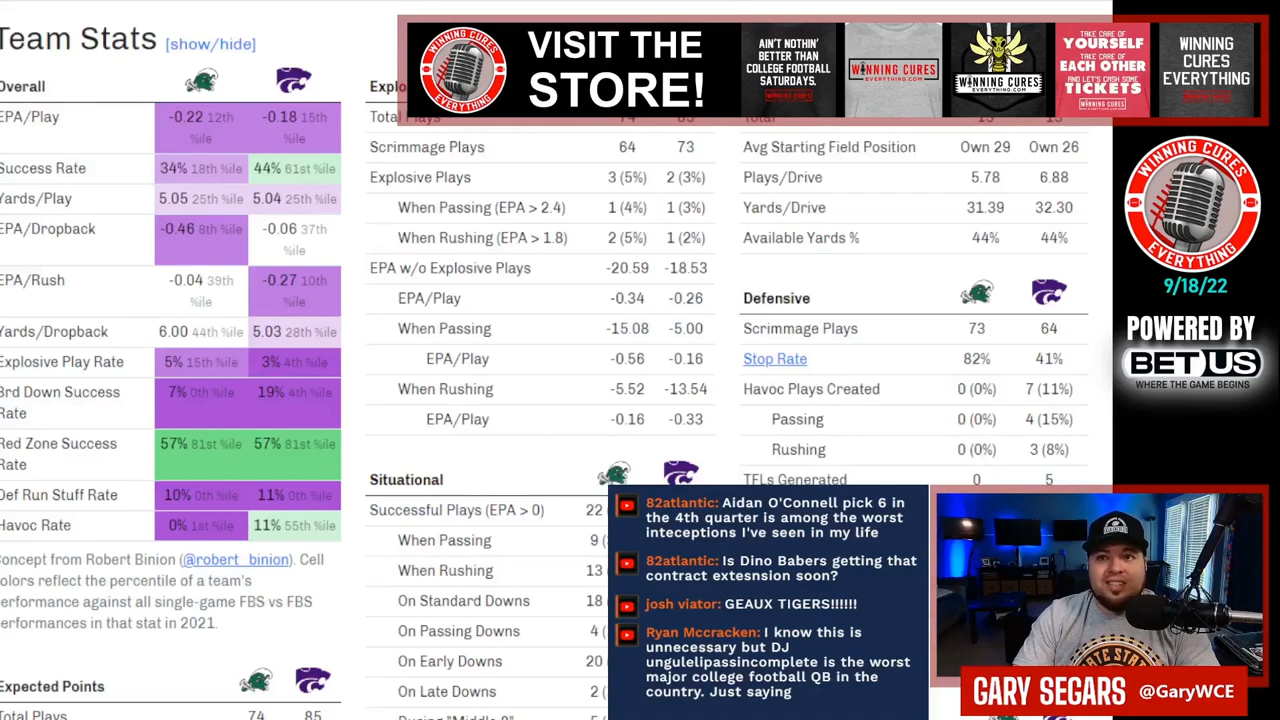 Team Stats [show/hide]
Overall
EPA/Play -0.22 12th %ile -0.18 15th %ile
Success Rate 34% 18th %ile 44% 61st %ile
Yards/Play 5.05 25th %ile 5.04 25th %ile
EPA/Dropback -0.46 8th %ile -0.06 37th %ile
EPA/Rush -0.04 39th %ile -0.27 10th %ile
Yards/Dropback 6.00 44th %ile 5.03 28th %ile
Explosive Play Rate 5% 15th %ile 3% 4th %ile
3rd Down Success Rate 7% 0th %ile 19% 4th %ile
Red Zone Success Rate 57% 81st %ile 57% 81st %ile
Def Run Stuff Rate 10% 0th %ile 11% 0th %ile
Havoc Rate 0% 1st %ile 11% 55th %ile
Concept from Robert Binion (@robert_binion). Cell
colors reflect the percentile of a team's
performance against all single-game FBS vs FBS
performances in that stat in 2021.
Expected Points
Total Plays 74 85
Explo
Total Plays 74 85
Scrimmage Plays 64 73
Explosive Plays 3 (5%) 2 (3%)
When Passing (EPA > 2.4) 1 (4%) 1 (3%)
When Rushing (EPA > 1.8) 2 (5%) 1 (2%)
EPA w/o Explosive Plays -20.59 -18.53
EPA/Play -0.34 -0.26
When Passing -15.08 -5.00
EPA/Play -0.56 -0.16
When Rushing -5.52 -13.54
EPA/Play -0.16 -0.33
Situational
Successful Plays (EPA > 0) 22
When Passing 9
When Rushing 13
On Standard Downs 18
On Passing Downs 4 (
On Early Downs 20
On Late Downs 2 (
Total 13 13
Avg Starting Field Position Own 29 Own 26
Plays/Drive 5.78 6.88
Yards/Drive 31.39 32.30
Available Yards % 44% 44%
Defensive
Scrimmage Plays 73 64
Stop Rate 82% 41%
Havoc Plays Created 0 (0%) 7 (11%)
Passing 0 (0%) 4 (15%)
Rushing 0 (0%) 3 (8%)
TFLs Generated 0 5
WINNING CURES
EVERYTHING
VISIT THE
STORE!
AIN'T NOTHIN'
BETTER THAN
COLLEGE FOOTBALL
SATURDAYS.
WINNING CURES
WINNING CURES
WINNING CURES
TAKE CARE OF
YOURSELF
TAKE CARE OF
EACH OTHER
AND LET'S CASH SOME
TICKETS
WINNING CURES
WINNING
CURES
EVERYTHING
WINNING CURES
EVERYTHING
9/18/22
POWERED BY
BETUS
WHERE THE GAME BEGINS
82atlantic: Aidan O'Connell pick 6 in
the 4th quarter is among the worst
inteceptions I've seen in my life
82atlantic: Is Dino Babers getting that
contract extesnsion soon?
josh viator: GEAUX TIGERS!!!!!!
Ryan Mccracken: I know this is
unnecessary but DJ
ungulelipassincomplete is the worst
major college football QB in the
country. Just saying
GARY SEGARS @GaryWCE